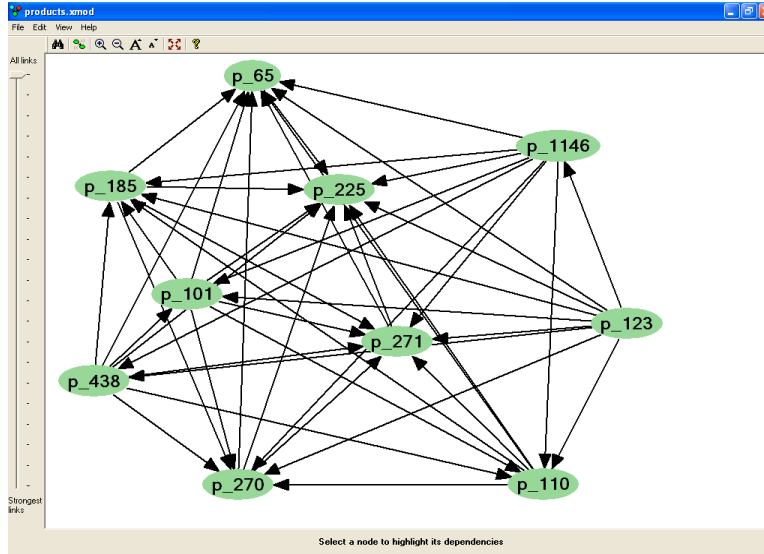 products.xmod
File Edit View Help
A A ?
All links
p_65
p_1146
p_185
p_225
p_101
p_123
p_271
p_438
p_270
p_110
Strongest
links
Select a node to highlight its dependencies